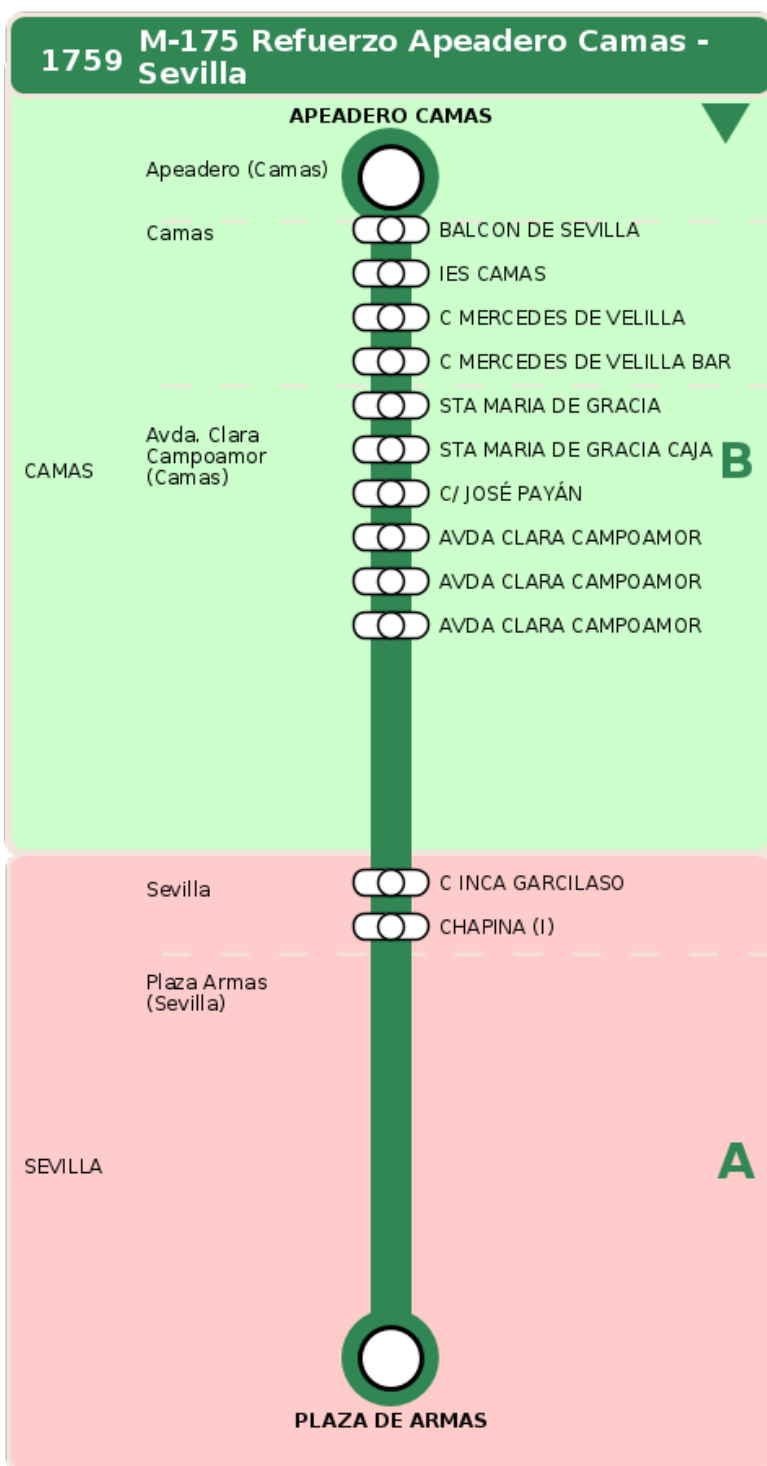 1759
M-175 Refuerzo Apeadero Camas -
Sevilla
APEADERO CAMAS
Apeadero (Camas)
Camas
BALCON DE SEVILLA
IES CAMAS
C MERCEDES DE VELILLA
C MERCEDES DE VELILLA BAR
STA MARIA DE GRACIA
Avda. Clara
Campoamor
(Camas)
STA MARIA DE GRACIA CAJA
B
CAMAS
C/ JOSÉ PAYÁN
AVDA CLARA CAMPOAMOR
AVDA CLARA CAMPOAMOR
AVDA CLARA CAMPOAMOR
Sevilla
C INCA GARCILASO
CHAPINA (I)
Plaza Armas
(Sevilla)
SEVILLA
A
PLAZA DE ARMAS